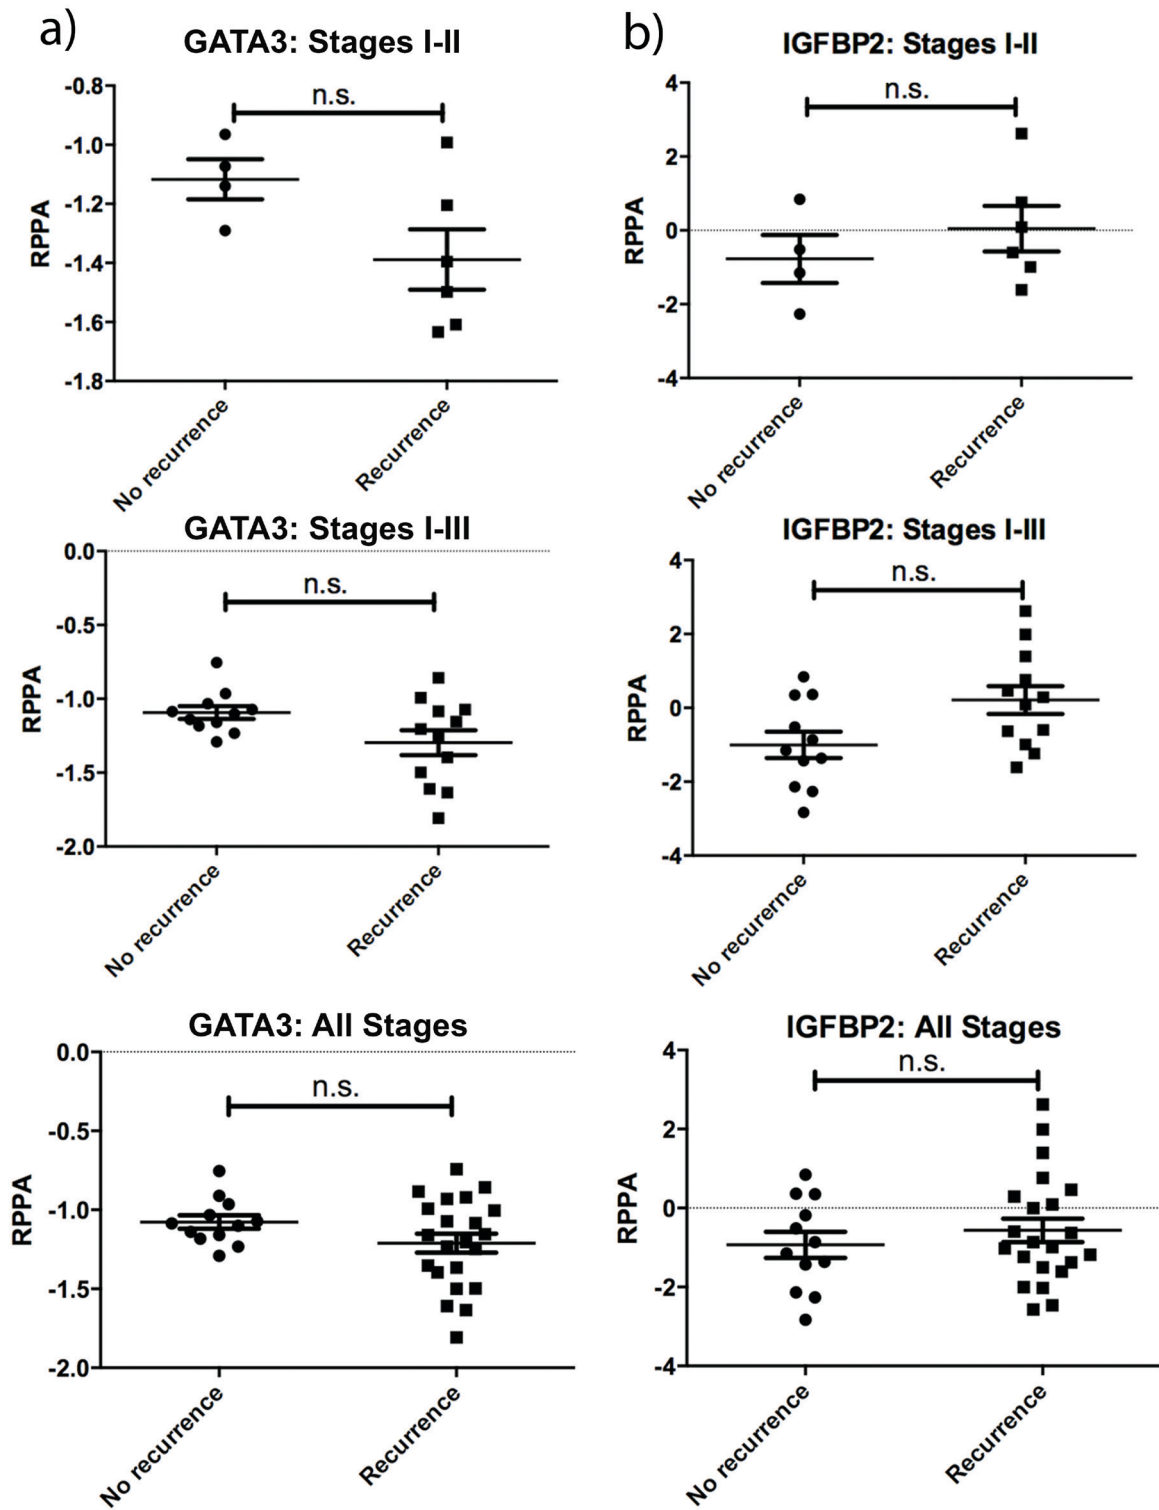 a)
GATA3: Stages I-II
n.s.
RPPA
-0.8
-1.0
-1.2
-1.4
-1.6
-1.8
No recurrence
Recurrence
b)
IGFBP2: Stages I-II
n.s.
RPPA
4
2
0
-2
-4
No recurrence
Recurrence
GATA3: Stages I-III
n.s.
RPPA
0.0
-0.5
-1.0
-1.5
-2.0
No recurrence
Recurrence
IGFBP2: Stages I-III
n.s.
RPPA
4
2
0
-2
-4
No recurernce
Recurrence
GATA3: All Stages
n.s.
RPPA
0.0
-0.5
-1.0
-1.5
-2.0
No recurrence
Recurrence
IGFBP2: All Stages
n.s.
RPPA
4
2
0
-2
-4
No recurrence
Recurrence